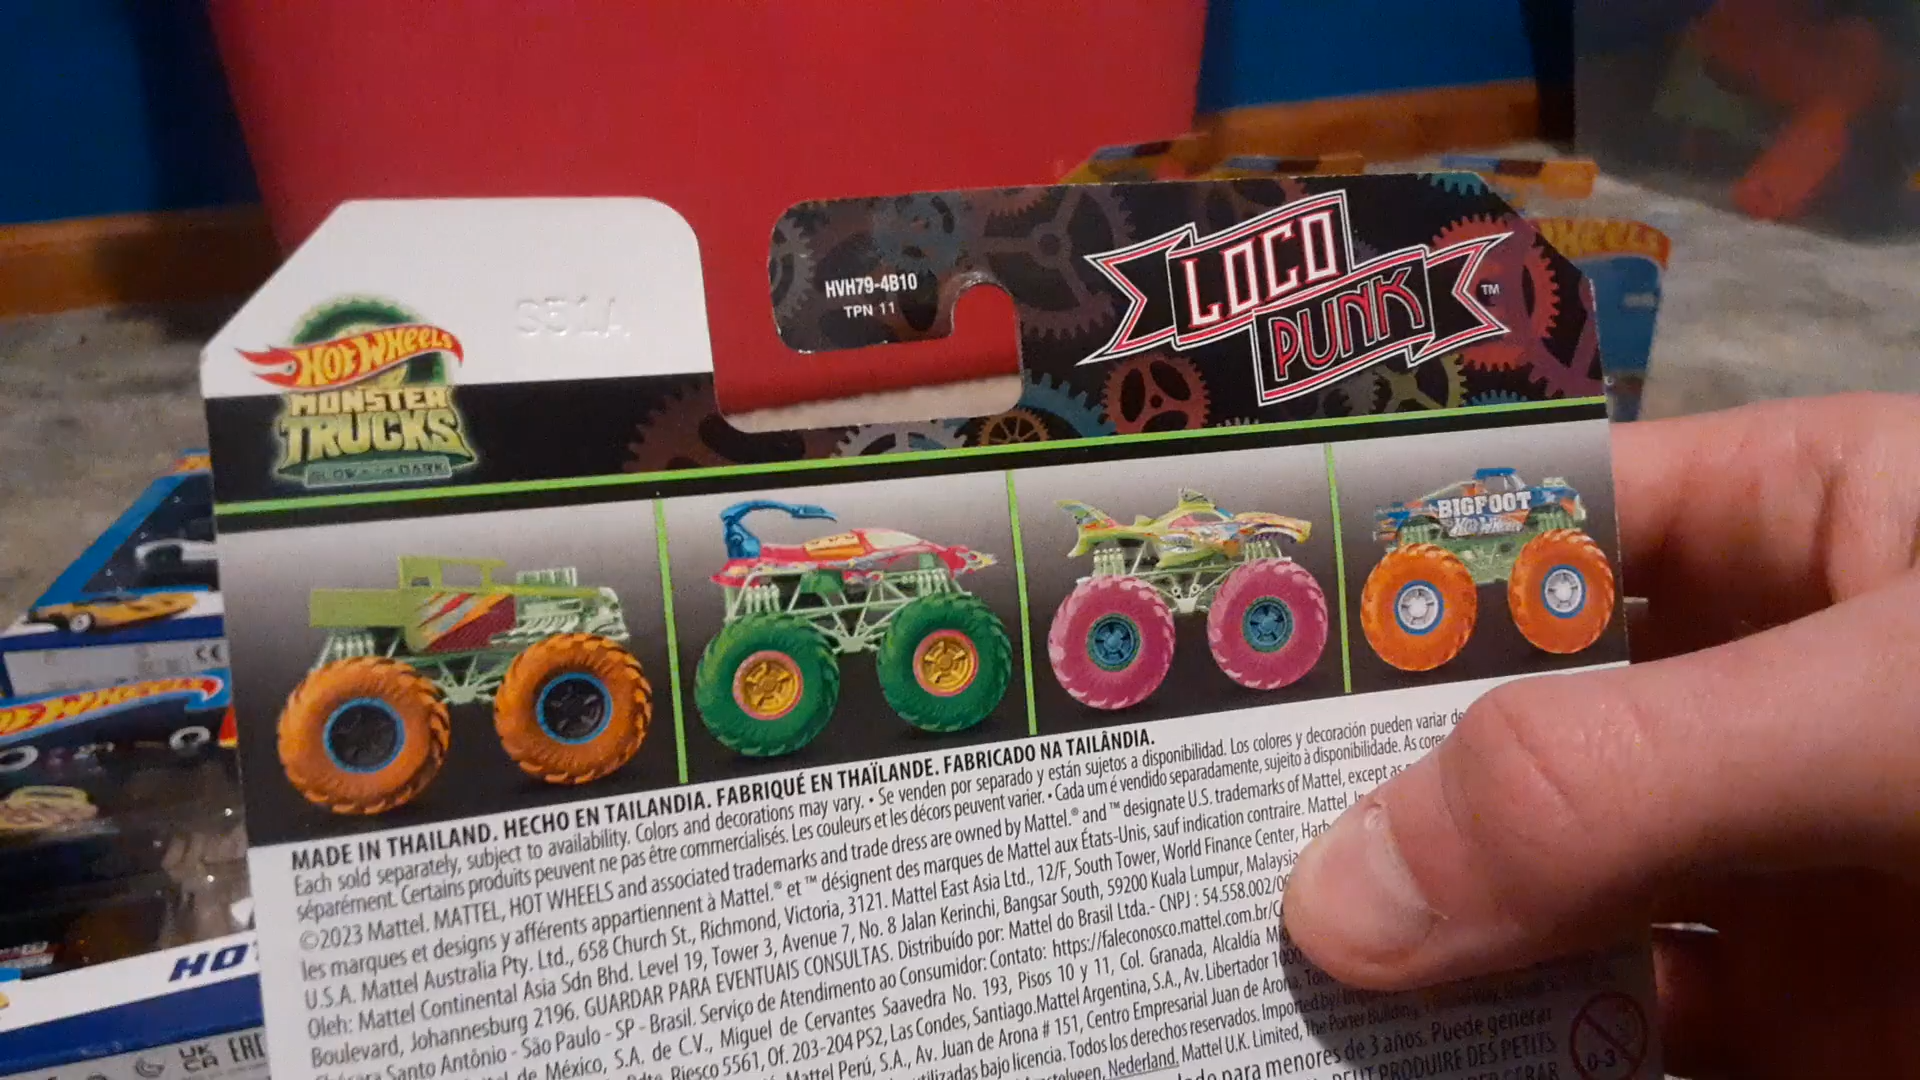 HVH79-4B10
TPN 11
LOCO
PUNK™
HOT WHEELS
MONSTER
TRUCKS
GLOW IN THE DARK
BIGFOOT
MADE IN THAILAND. HECHO EN TAILANDIA. FABRIQUÉ EN THAÏLANDE. FABRICADO NA TAILÂNDIA.
Each sold separately, subject to availability. Colors and decorations may vary. • Se venden por separado y están sujetos a disponibilidad. Los colores y decoración pueden variar
séparément. Certains produits peuvent ne pas être commercialisés. Les couleurs et les décors peuvent varier. • Cada um é vendido separadamente, sujeito à disponibilidade. As
©2023 Mattel. MATTEL, HOT WHEELS and associated trademarks and trade dress are owned by Mattel.® and ™ designate U.S. trademarks of Mattel, except as
les marques et designs y afférents appartiennent à Mattel.® et ™ désignent des marques de Mattel aux États-Unis, sauf indication contraire. Mattel,
U.S.A. Mattel Australia Pty. Ltd., 658 Church St., Richmond, Victoria, 3121. Mattel East Asia Ltd., 12/F, South Tower, World Finance Center,
Oleh: Mattel Continental Asia Sdn Bhd. Level 19, Tower 3, Avenue 7, No. 8 Jalan Kerinchi, Bangsar South, 59200 Kuala Lumpur, Malaysia
Boulevard, Johannesburg 2196. GUARDAR PARA EVENTUAIS CONSULTAS. Distribuído por: Mattel do Brasil Ltda.- CNPJ : 54.558.002/
Santo Antônio - São Paulo - SP - Brasil. Serviço de Atendimento ao Consumidor: Contato: https://faleconosco.mattel.com.br/
de México, S.A. de C.V., Miguel de Cervantes Saavedra No. 193, Pisos 10 y 11, Col. Granada, Alcaldía
Riesco 5561, Of. 203-204 PS2, Las Condes, Santiago. Mattel Argentina, S.A., Av. Libertador
Mattel Perú, S.A., Av. Juan de Arona # 151, Centro Empresarial Juan de Arona,
bajo licencia. Todos los derechos reservados.
Nederland. Mattel U.K. Limited, The Porter Building,
para menores de 3 años. Puede generar
PRODUIRE DES PETITS
0-3
HO
UK
CA
CE
WHEELS